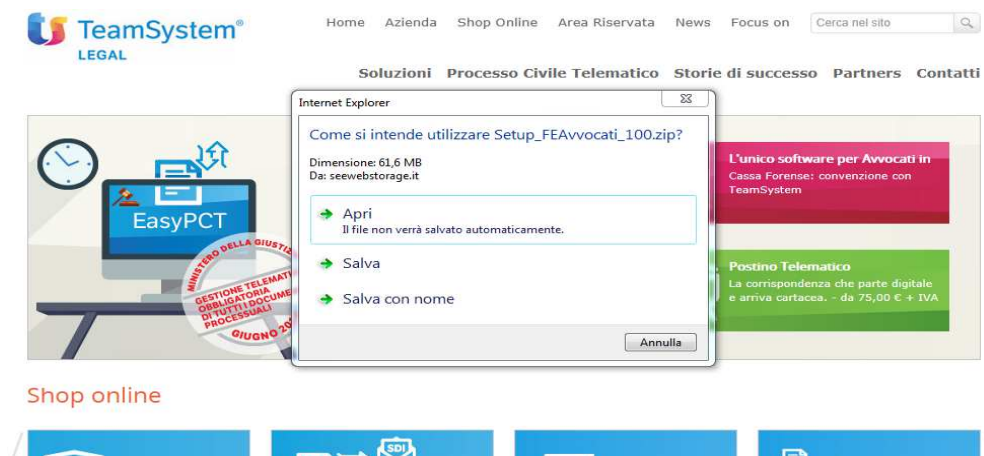 TeamSystem®
LEGAL
Home Azienda Shop Online Area Riservata News Focus on Cerca nel sito
Soluzioni Processo Civile Telematico Storie di successo Partners Contatti
Internet Explorer
Come si intende utilizzare Setup_FEAvvocati_100.zip?
Dimensione: 61,6 MB
Da: seewebstorage.it
Apri
Il file non verrà salvato automaticamente.
Salva
Salva con nome
Annulla
EasyPCT
MINISTERO DELLA GIUSTIZ
GESTIONE TELEMATI
OBBLIGATORIA
DI TUTTI I DOCUME
PROCESSUALI
GIUGNO 20
L'unico software per Avvocati in
Cassa Forense: convenzione con
TeamSystem
Postino Telematico
La corrispondenza che parte digitale
e arriva cartacea. - da 75,00 € + IVA
Shop online
SDI